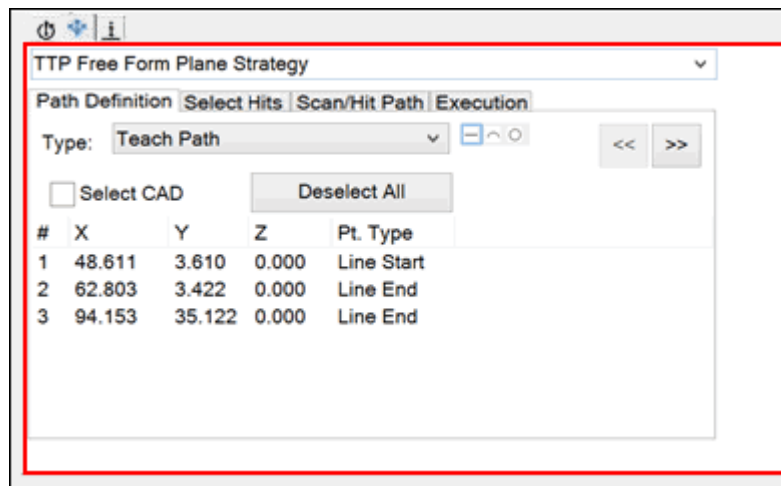 TTP Free Form Plane Strategy
Path Definition Select Hits Scan/Hit Path Execution
Type: Teach Path << >>
Select CAD Deselect All
# X Y Z Pt. Type
1 48.611 3.610 0.000 Line Start
2 62.803 3.422 0.000 Line End
3 94.153 35.122 0.000 Line End